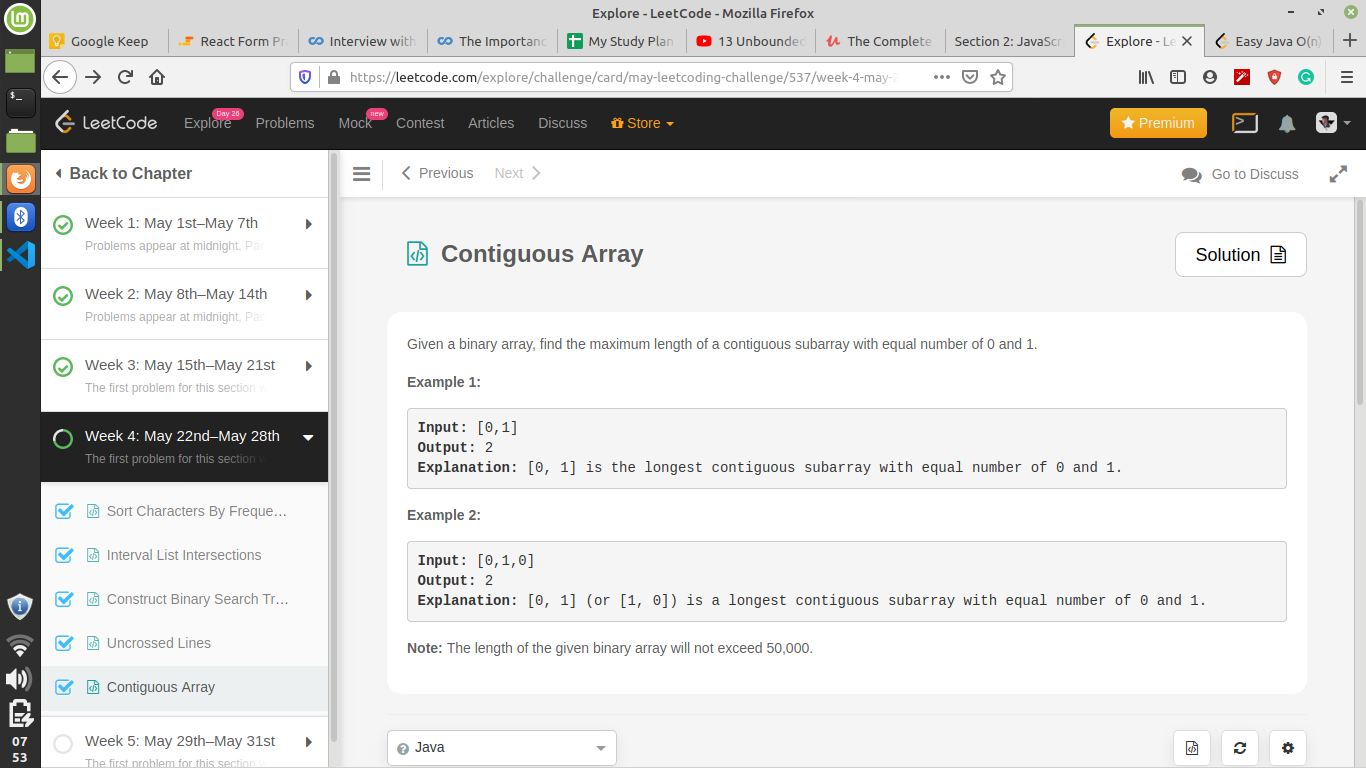 Explore - LeetCode - Mozilla Firefox
Google Keep
React Form Pr
Interview with
The Importanc
My Study Plan
13 Unbounded
The Complete
Section 2: JavaScri
Explore - Le
Easy Java O(n)
https://leetcode.com/explore/challenge/card/may-leetcoding-challenge/537/week-4-may-2
LeetCode
Explore
Day 26
Problems
Mock
new
Contest
Articles
Discuss
Store
Premium
Back to Chapter
Previous
Next
Go to Discuss
Week 1: May 1st–May 7th
Problems appear at midnight, Pac
Week 2: May 8th–May 14th
Problems appear at midnight, Pac
Week 3: May 15th–May 21st
The first problem for this section w
Week 4: May 22nd–May 28th
The first problem for this section w
Sort Characters By Freque...
Interval List Intersections
Construct Binary Search Tr...
Uncrossed Lines
Contiguous Array
Week 5: May 29th–May 31st
The first problem for this section w
Contiguous Array
Solution
Given a binary array, find the maximum length of a contiguous subarray with equal number of 0 and 1.
Example 1:
Input: [0,1]
Output: 2
Explanation: [0, 1] is the longest contiguous subarray with equal number of 0 and 1.
Example 2:
Input: [0,1,0]
Output: 2
Explanation: [0, 1] (or [1, 0]) is a longest contiguous subarray with equal number of 0 and 1.
Note: The length of the given binary array will not exceed 50,000.
Java
07
53